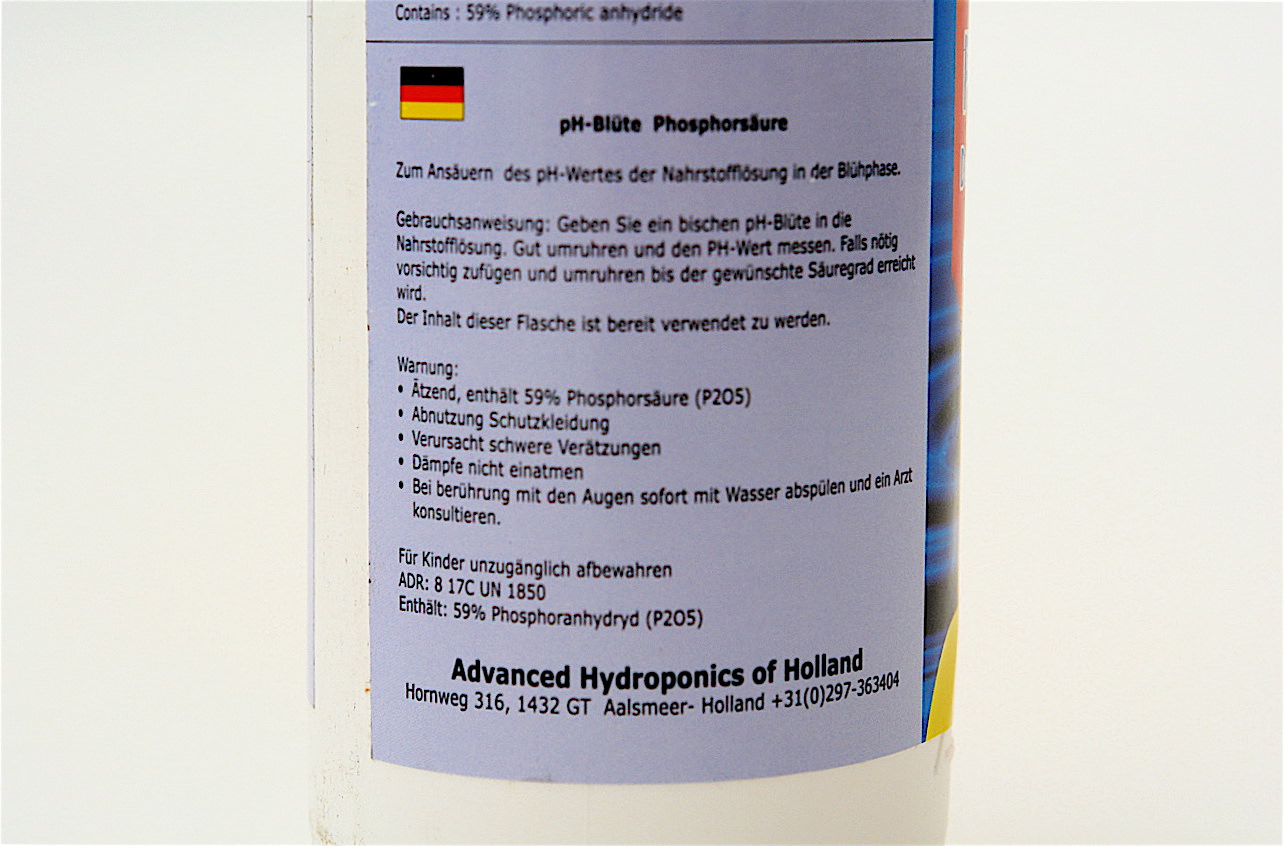 Contains : 59% Phosphoric anhydride
pH-Blüte Phosphorsäure
Zum Ansäuern des pH-Wertes der Nahrstofflösung in der Blühphase.
Gebrauchsanweisung: Geben Sie ein bischen pH-Blüte in die
Nahrstofflösung. Gut umruhren und den PH-Wert messen. Falls nötig
vorsichtig zufügen und umruhren bis der gewünschte Säuregrad erreicht
wird.
Der Inhalt dieser Flasche ist bereit verwendet zu werden.
Warnung:
• Ätzend, enthält 59% Phosphorsäure (P2O5)
• Abnutzung Schutzkleidung
• Verursacht schwere Verätzungen
• Dämpfe nicht einatmen
• Bei berührung mit den Augen sofort mit Wasser abspülen und ein Arzt
konsultieren.
Für Kinder unzugänglich afbewahren
ADR: 8 17C UN 1850
Enthält: 59% Phosphoranhydryd (P2O5)
Advanced Hydroponics of Holland
Hornweg 316, 1432 GT Aalsmeer- Holland +31(0)297-363404